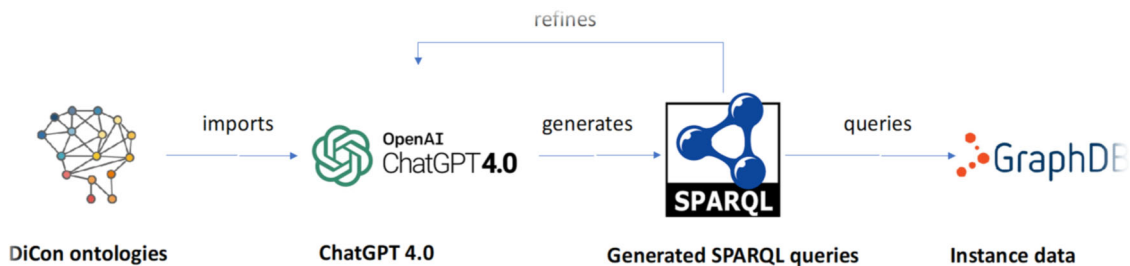 refines
imports
OpenAI
ChatGPT4.0
generates
SPARQL
queries
GraphDB
DiCon ontologies
ChatGPT 4.0
Generated SPARQL queries
Instance data